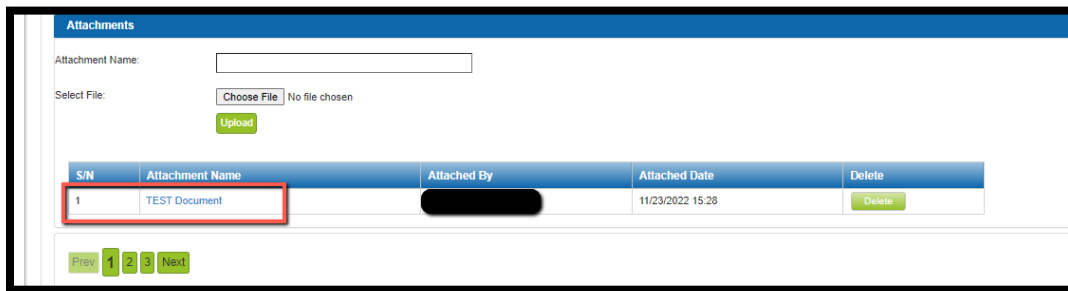 Attachments
Attachment Name:
Select File: Choose File No file chosen
Upload
S/N Attachment Name Attached By Attached Date Delete
1 TEST Document 11/23/2022 15:28 Delete
Prev 1 2 3 Next